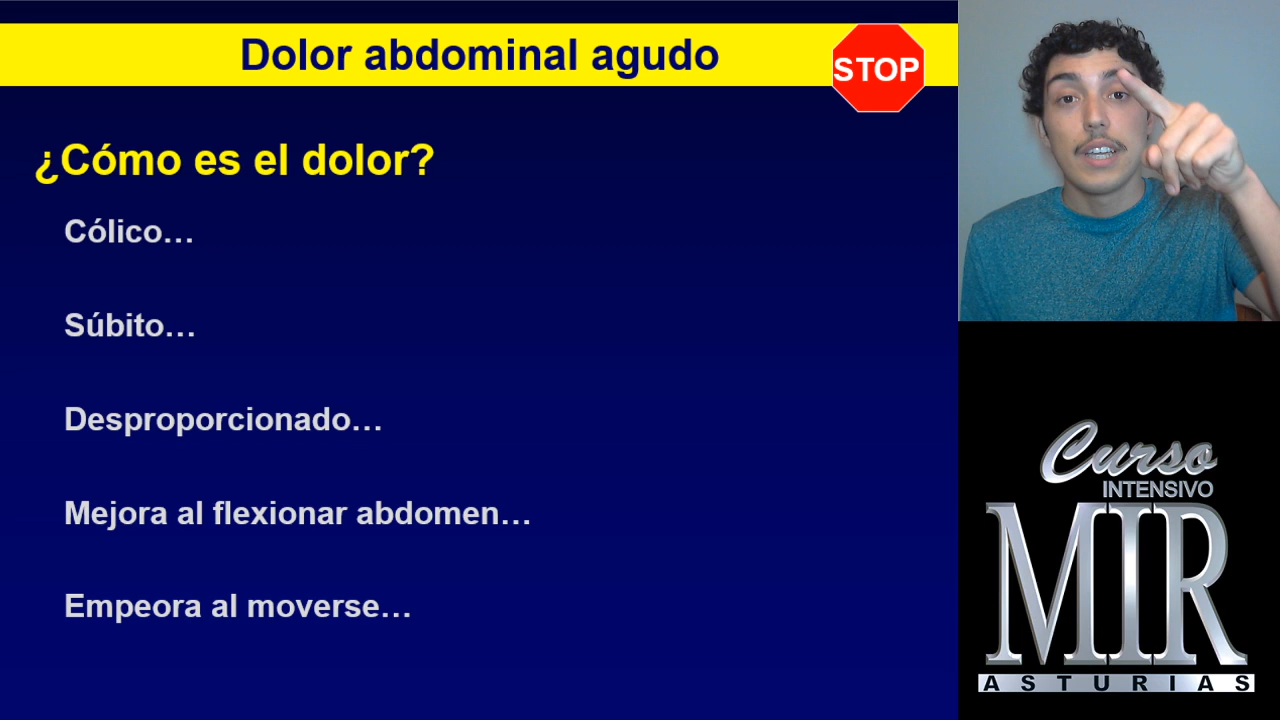 Dolor abdominal agudo
STOP
¿Cómo es el dolor?
Cólico…
Súbito…
Desproporcionado…
Mejora al flexionar abdomen…
Empeora al moverse…
Curso
INTENSIVO
MIR
ASTURIAS